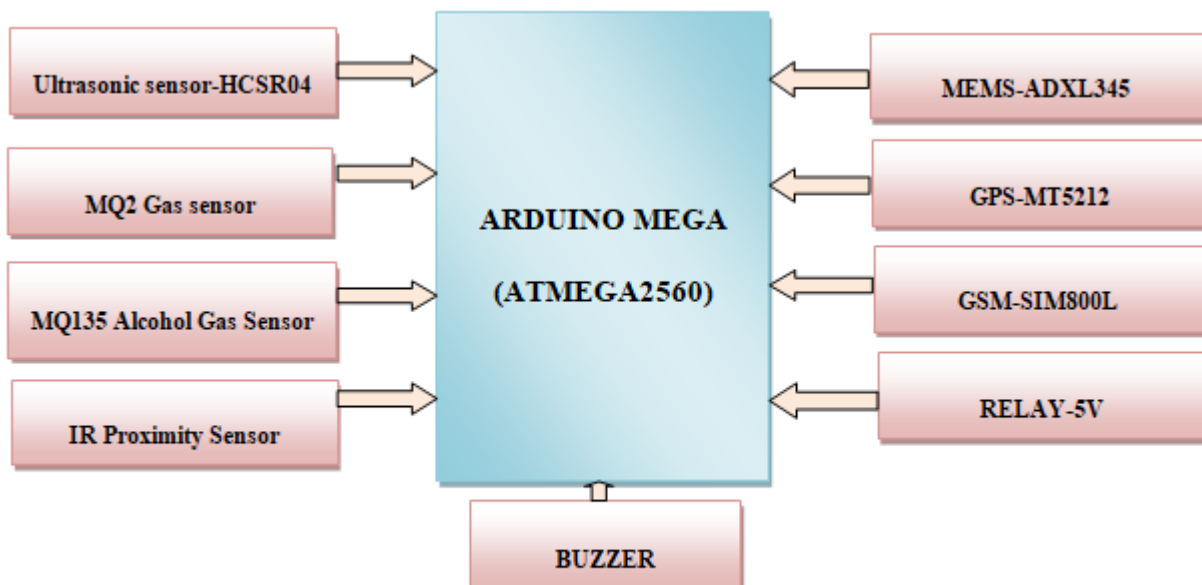 Ultrasonic sensor-HCSR04
MQ2 Gas sensor
MQ135 Alcohol Gas Sensor
IR Proximity Sensor
ARDUINO MEGA
(ATMEGA2560)
MEMS-ADXL345
GPS-MT5212
GSM-SIM800L
RELAY-5V
BUZZER